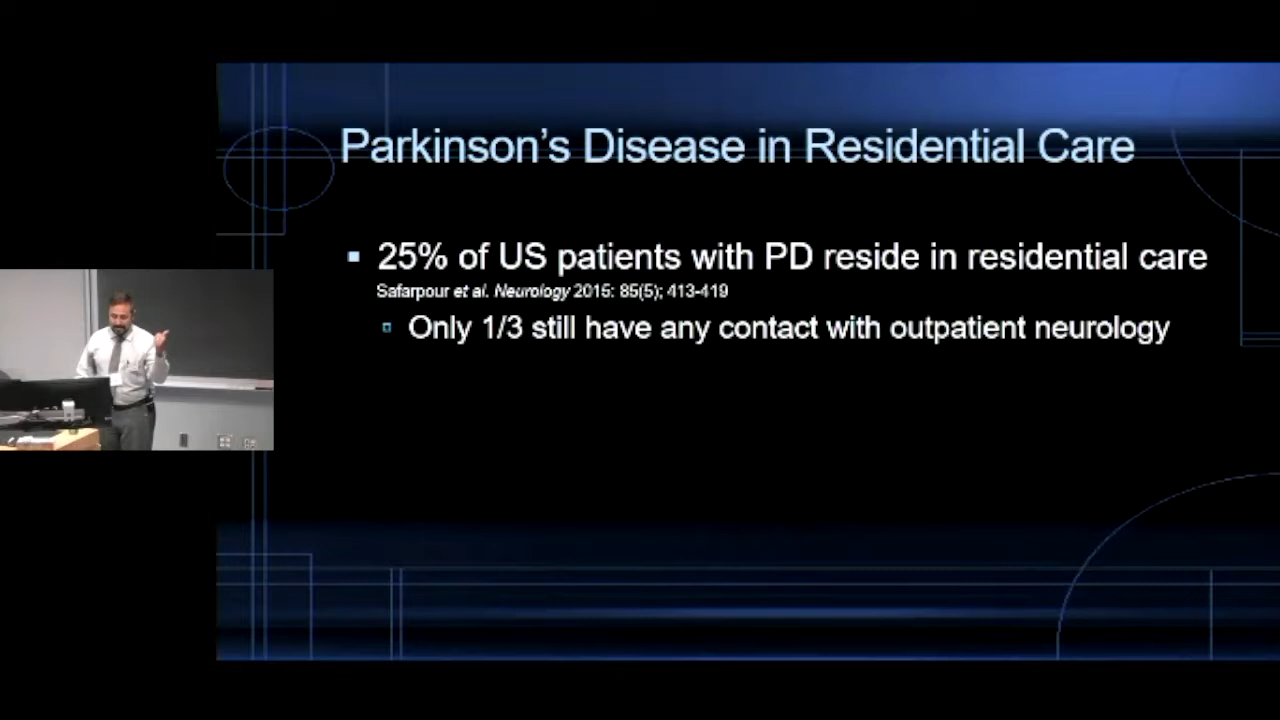 Parkinson's Disease in Residential Care
▪ 25% of US patients with PD reside in residential care
Safarpour et al. Neurology 2015: 85(5); 413-419
▫ Only 1/3 still have any contact with outpatient neurology